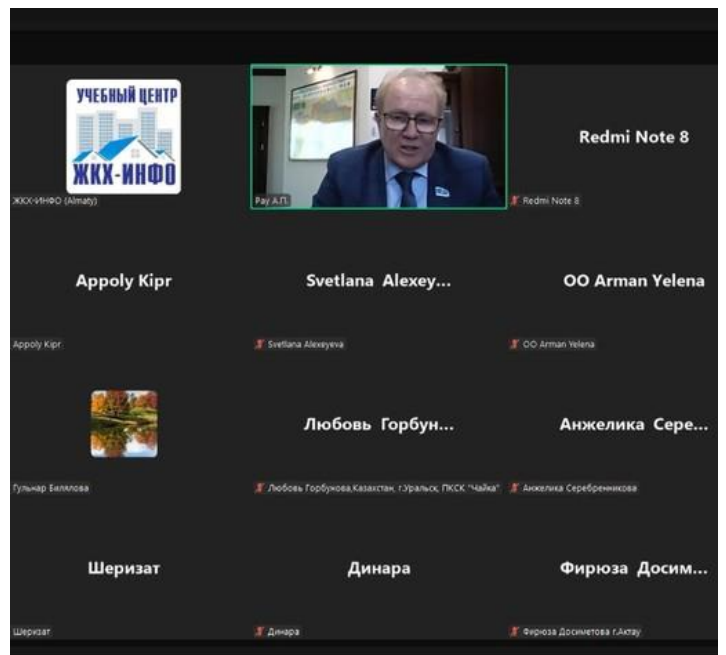 УЧЕБНЫЙ ЦЕНТР
ЖКХ-ИНФО
ЖКХ-ИНФО (Almaty)
Рау А.П.
Redmi Note 8
Redmi Note 8
Appoly Kipr
Svetlana Alexey...
OO Arman Yelena
Appoly Kipr
Svetlana Alexeyeva
OO Arman Yelena
Любовь Горбун...
Анжелика Сере...
Гульнар Билялова
Любовь Горбунова,Казахстан, г.Уральск, ПКСК "Чайка"
Анжелика Серебренникова
Шеризат
Динара
Фирюза Досим...
Шеризат
Динара
Фирюза Досиметова г.Актау